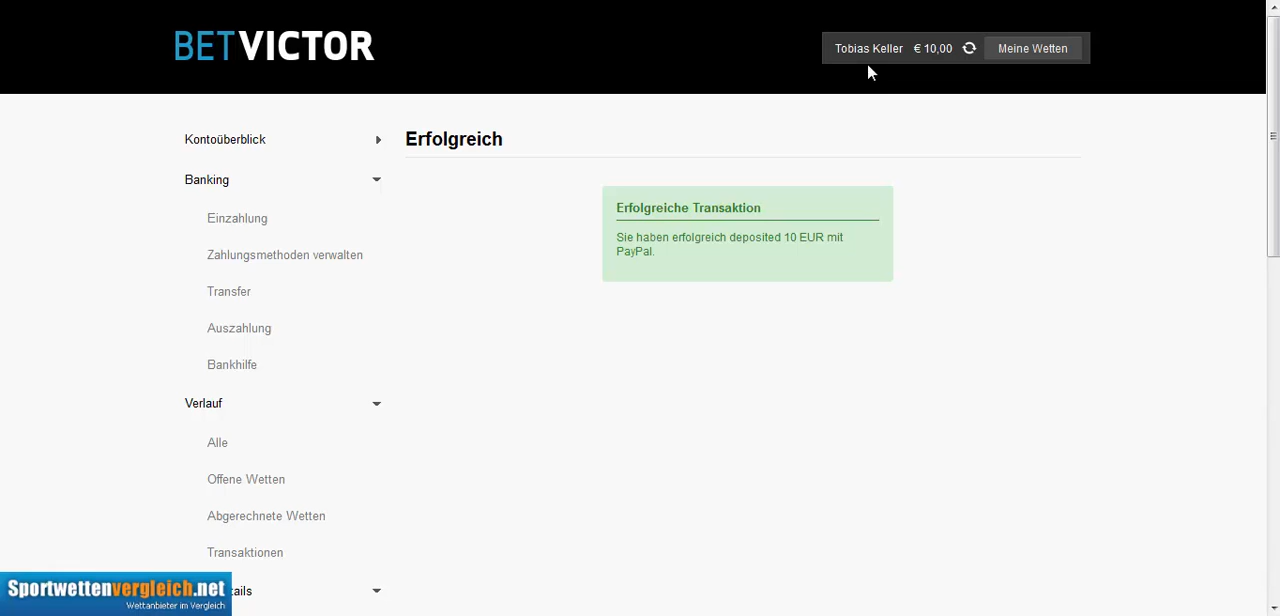 BETVICTOR
Tobias Keller € 10,00 Meine Wetten
Kontoüberblick
Banking
Einzahlung
Zahlungsmethoden verwalten
Transfer
Auszahlung
Bankhilfe
Verlauf
Alle
Offene Wetten
Abgerechnete Wetten
Transaktionen
tails
Erfolgreich
Erfolgreiche Transaktion
Sie haben erfolgreich deposited 10 EUR mit
PayPal.
Sportwettenvergleich.net
Wettanbieter im Vergleich